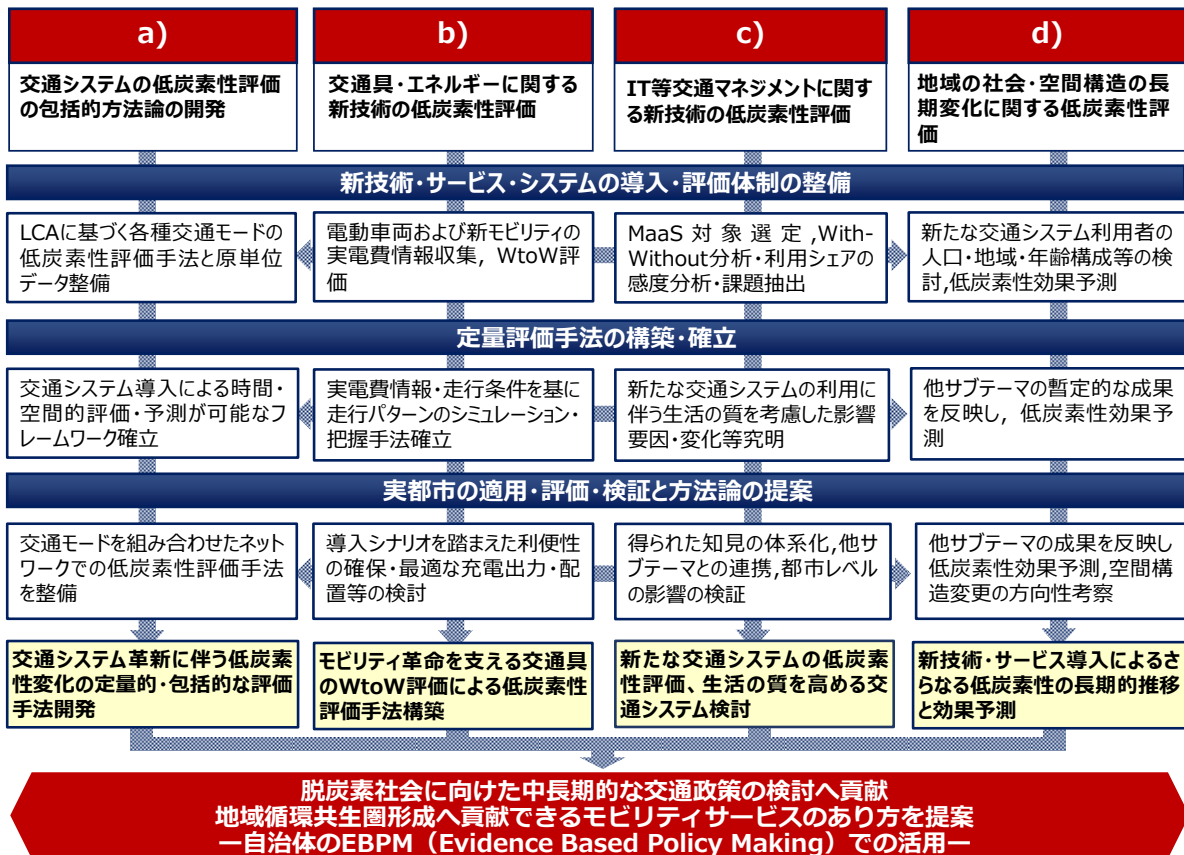 a)
交通システムの低炭素性評価
の包括的方法論の開発
b)
交通具・エネルギーに関する
新技術の低炭素性評価
c)
IT等交通マネジメントに関す
る新技術の低炭素性評価
d)
地域の社会・空間構造の長
期変化に関する低炭素性評
価
新技術・サービス・システムの導入・評価体制の整備
LCAに基づく各種交通モードの
低炭素性評価手法と原単位
データ整備
電動車両および新モビリティの
実電費情報収集，WtoW評
価
MaaS 対象選定,With-
Without分析・利用シェアの
感度分析・課題抽出
新たな交通システム利用者の
人口・地域・年齢構成等の検
討,低炭素性効果予測
定量評価手法の構築・確立
交通システム導入による時間・
空間的評価・予測が可能なフ
レームワーク確立
実電費情報・走行条件を基に
走行パターンのシミュレーション・
把握手法確立
新たな交通システムの利用に
伴う生活の質を考慮した影響
要因・変化等究明
他サブテーマの暫定的な成果
を反映し，低炭素性効果予
測
実都市の適用・評価・検証と方法論の提案
交通モードを組み合わせたネット
ワークでの低炭素性評価手法
を整備
導入シナリオを踏まえた利便性
の確保・最適な充電出力・配
置等の検討
得られた知見の体系化,他サ
ブテーマとの連携,都市レベル
の影響の検証
他サブテーマの成果を反映し
低炭素性効果予測,空間構
造変更の方向性考察
交通システム革新に伴う低炭素
性変化の定量的・包括的な評価
手法開発
モビリティ革命を支える交通具
のWtoW評価による低炭素性
評価手法構築
新たな交通システムの低炭素
性評価、生活の質を高める交
通システム検討
新技術・サービス導入によるさ
らなる低炭素性の長期的推移
と効果予測
脱炭素社会に向けた中長期的な交通政策の検討へ貢献
地域循環共生圏形成へ貢献できるモビリティサービスのあり方を提案
ー自治体のEBPM（Evidence Based Policy Making）での活用ー